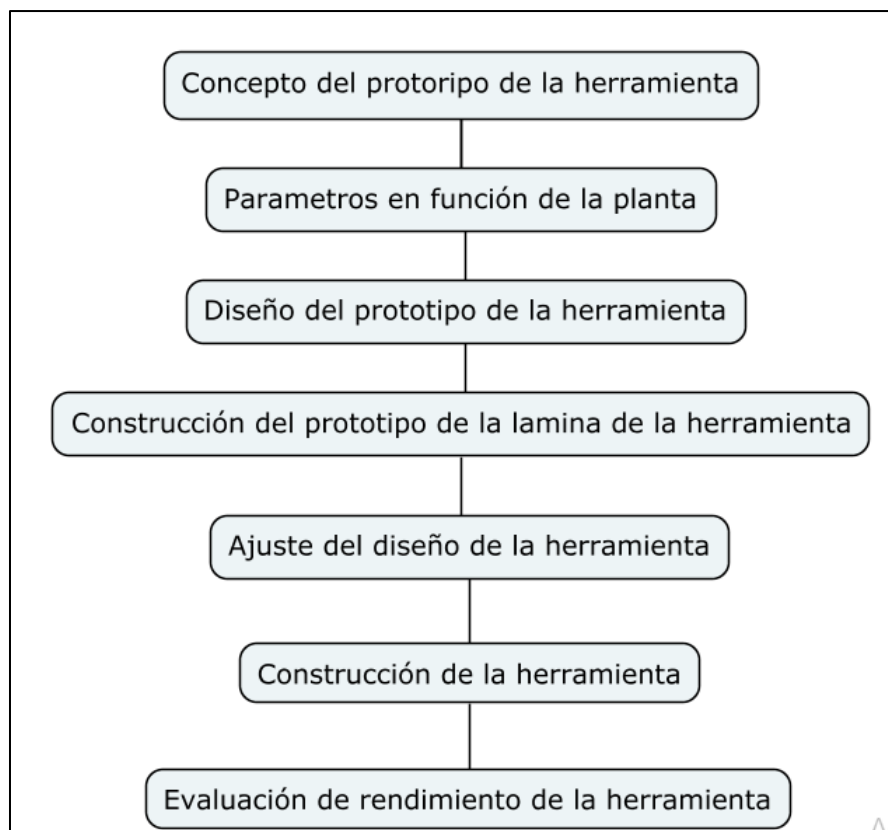 Concepto del protoripo de la herramienta
Parametros en función de la planta
Diseño del prototipo de la herramienta
Construcción del prototipo de la lamina de la herramienta
Ajuste del diseño de la herramienta
Construcción de la herramienta
Evaluación de rendimiento de la herramienta